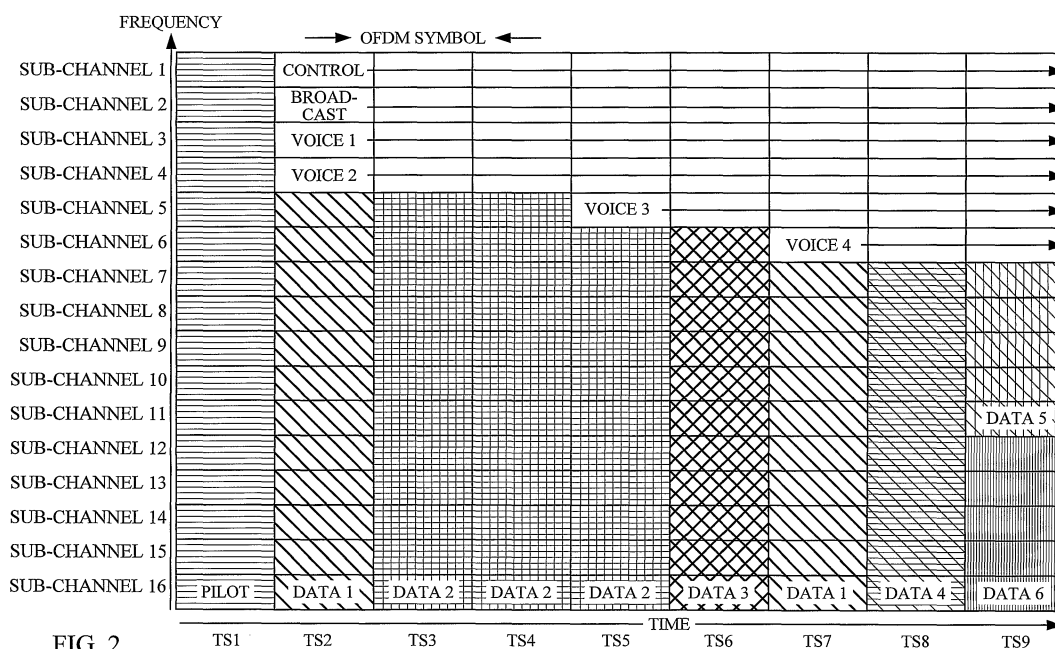 FREQUENCY
OFDM SYMBOL
SUB-CHANNEL 1
CONTROL
SUB-CHANNEL 2
BROAD-
CAST
SUB-CHANNEL 3
VOICE 1
SUB-CHANNEL 4
VOICE 2
SUB-CHANNEL 5
VOICE 3
SUB-CHANNEL 6
VOICE 4
SUB-CHANNEL 7
SUB-CHANNEL 8
SUB-CHANNEL 9
SUB-CHANNEL 10
SUB-CHANNEL 11
DATA 5
SUB-CHANNEL 12
SUB-CHANNEL 13
SUB-CHANNEL 14
SUB-CHANNEL 15
SUB-CHANNEL 16
PILOT DATA 1 DATA 2 DATA 2 DATA 2 DATA 3 DATA 1 DATA 4 DATA 6
TIME
FIG. 2 TS1 TS2 TS3 TS4 TS5 TS6 TS7 TS8 TS9